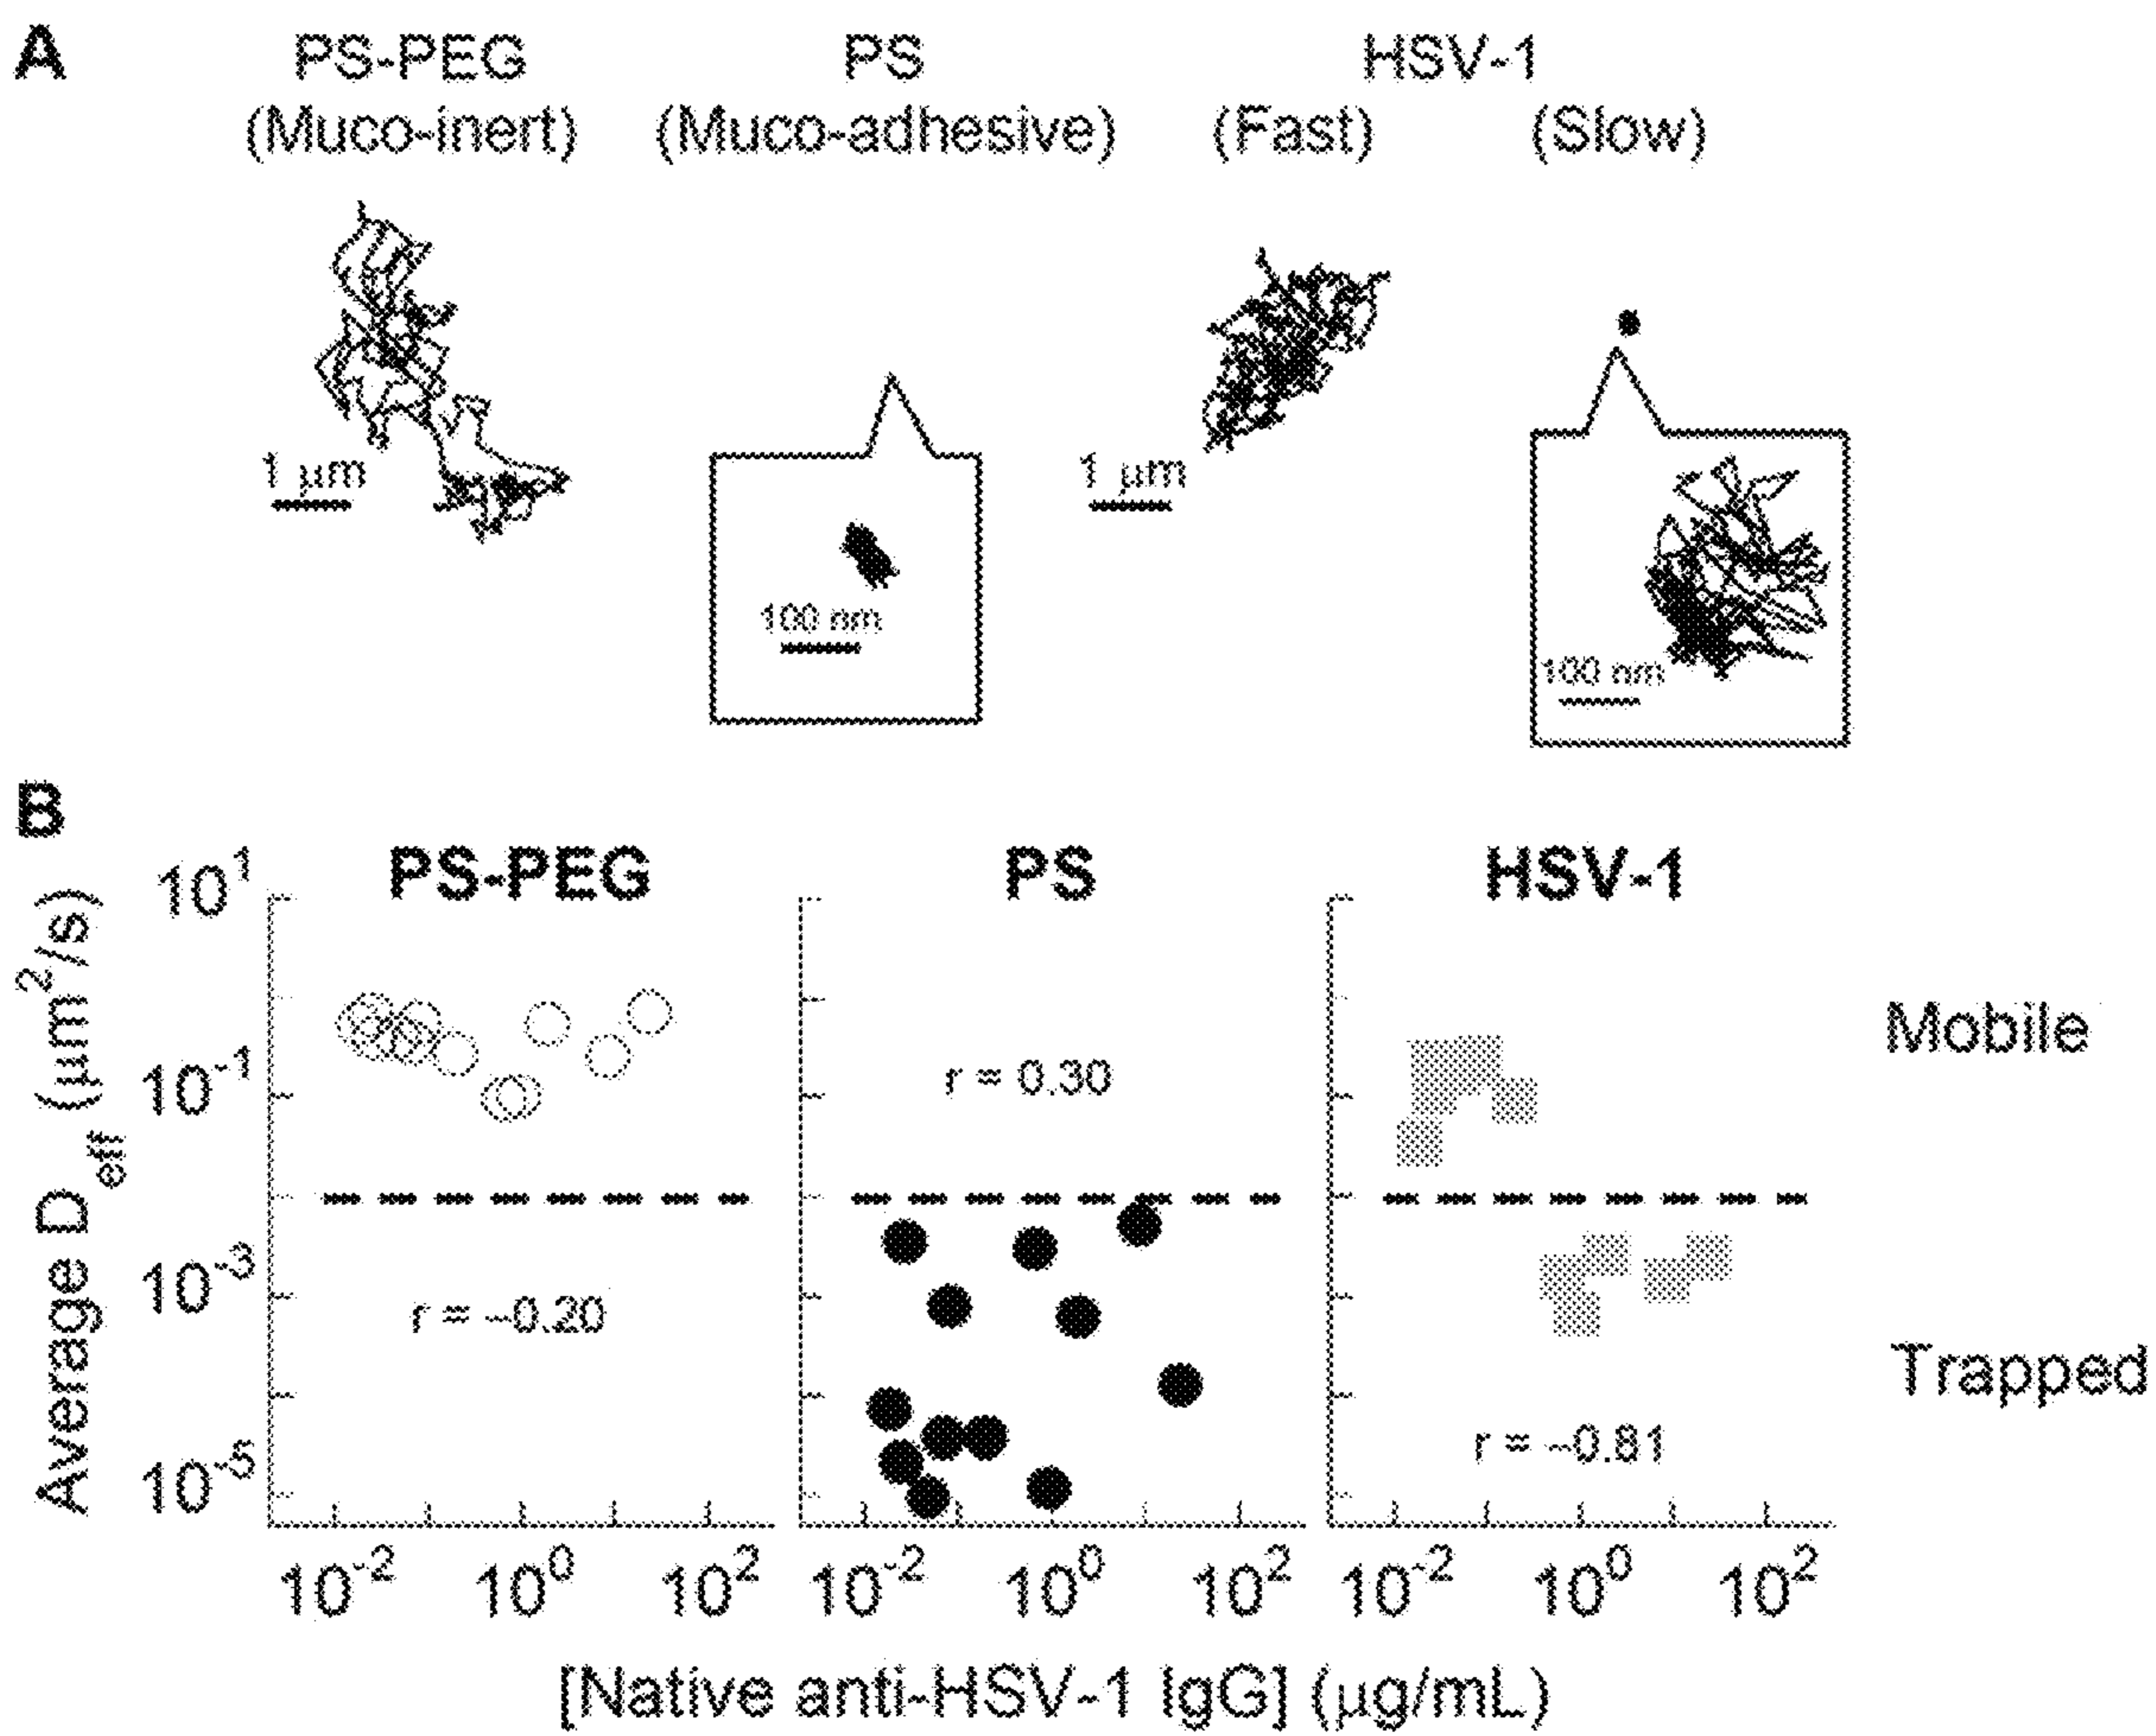 A
PS-PEG
(Muco-inert)
PS
(Muco-adhesive)
HSV-1
(Fast)
(Slow)
1 μm
100 nm
1 μm
100 nm
B
PS-PEG
PS
HSV-1
Average D_eff (μm²/s)
10¹
10⁻¹
10⁻³
10⁻⁵
r = −0.20
r = 0.30
r = −0.81
Mobile
Trapped
10⁻² 10⁰ 10²
10⁻² 10⁰ 10²
10⁻² 10⁰ 10²
[Native anti-HSV-1 IgG] (μg/mL)